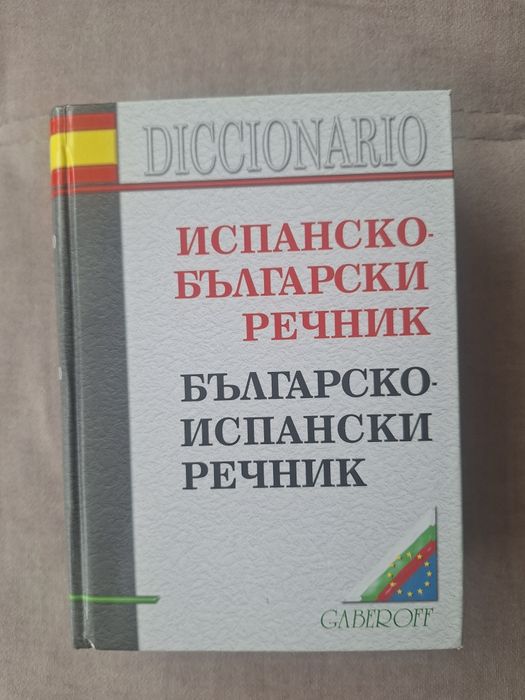 DICCIONARIO
ИСПАНСКО-
БЪЛГАРСКИ
РЕЧНИК
БЪЛГАРСКО-
ИСПАНСКИ
РЕЧНИК
GABEROFF